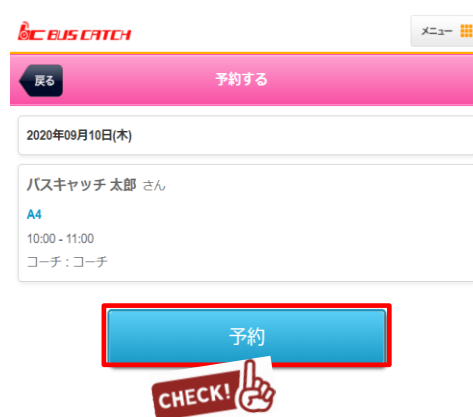 BUS CATCH
メニュー
戻る
予約する
2020年09月10日(木)
バスキャッチ 太郎 さん
A4
10:00 - 11:00
コーチ : コーチ
予約
CHECK!